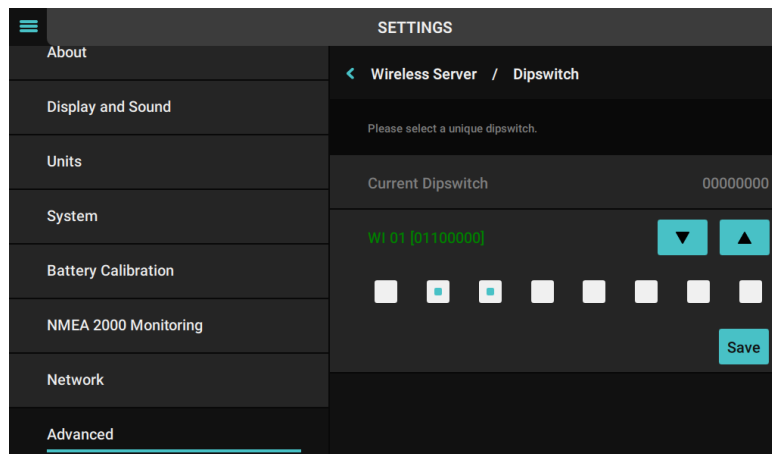 SETTINGS
About
Display and Sound
Units
System
Battery Calibration
NMEA 2000 Monitoring
Network
Advanced
Wireless Server / Dipswitch
Please select a unique dipswitch.
Current Dipswitch 00000000
WI 01 [01100000]
Save